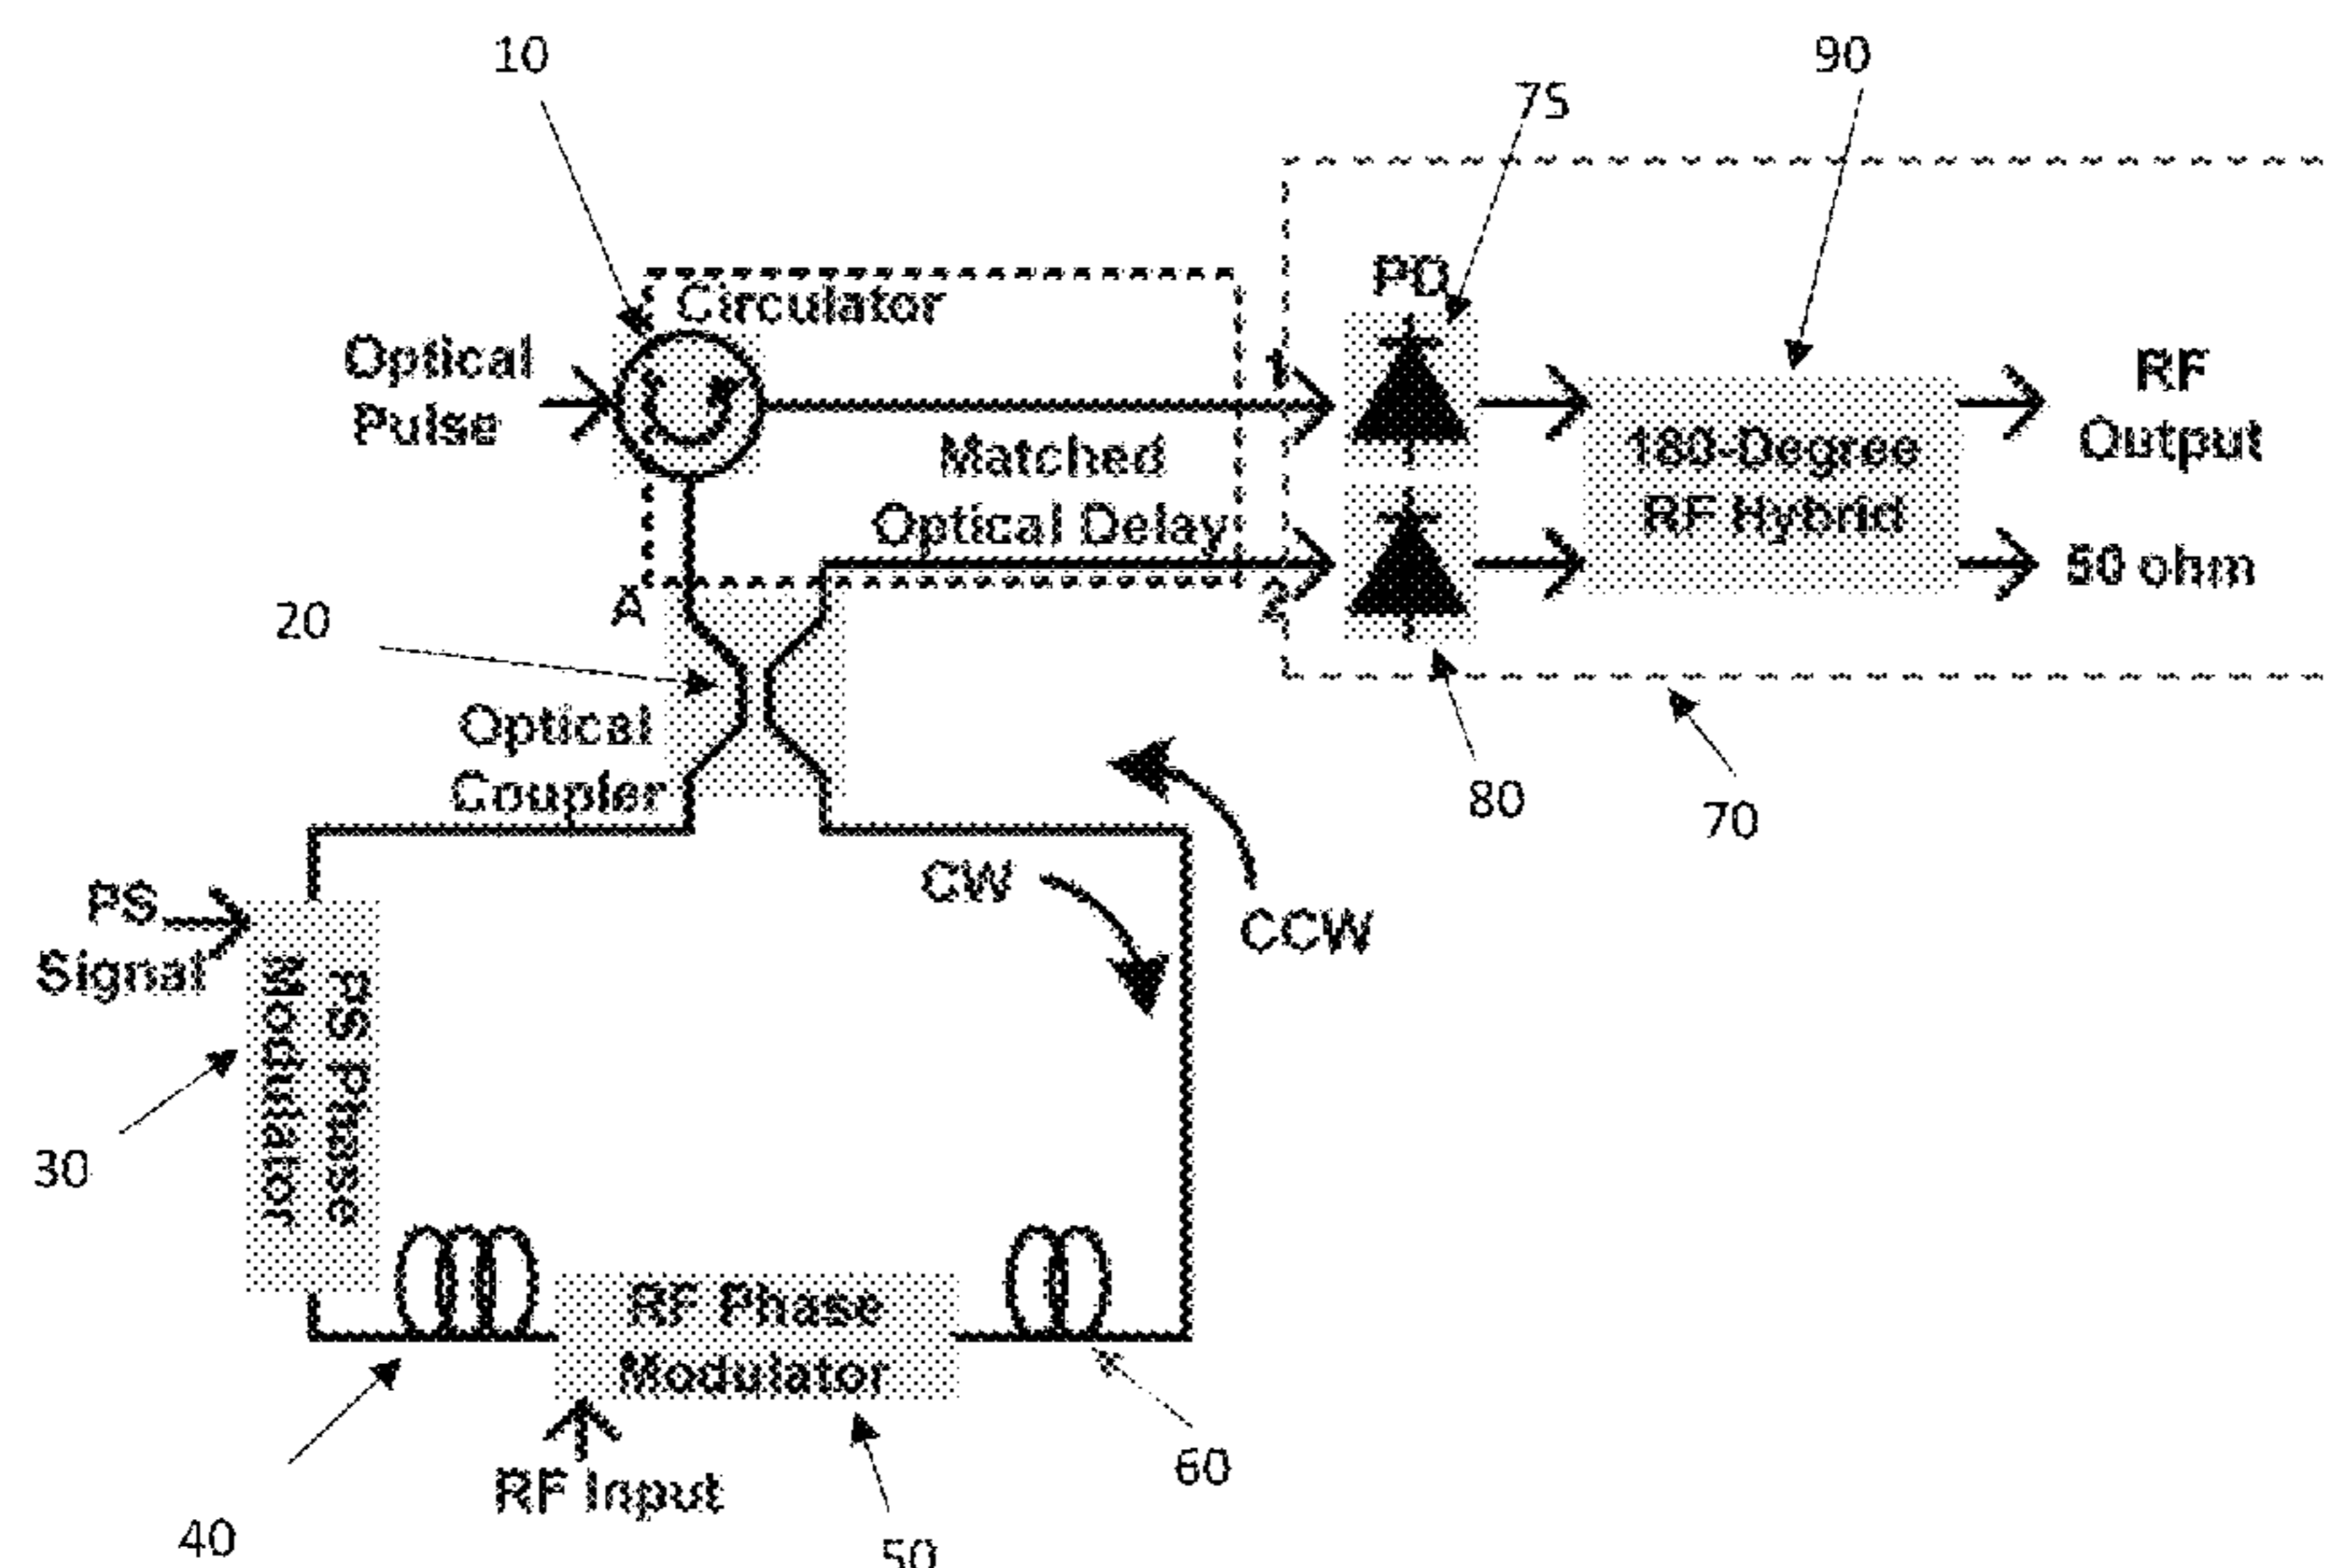 10
90
75
PD
Circulator
Optical
Pulse
1
RF
Output
Matched
Optical Delay
180-Degree
RF Hybrid
50 ohm
A
2
20
Optical
Coupler
80
70
CW
CCW
PS
Signal
PS Phase
Modulator
30
RF Phase
Modulator
60
RF Input
40
50